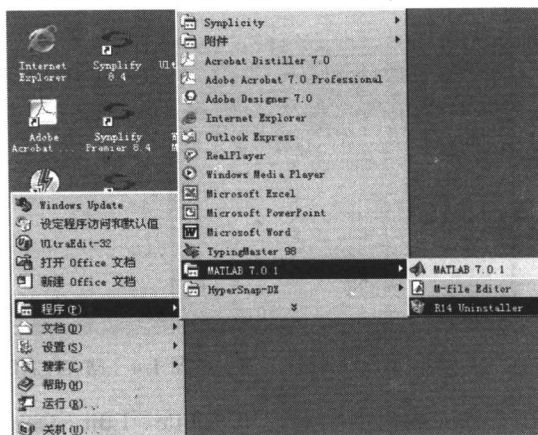 Internet
Explorer
Synplify
8.4
Adobe
Acrobat ...
Synplify
Premier 8.4
Windows Update
设定程序访问和默认值
UltraEdit-32
打开 Office 文档
新建 Office 文档
程序(P)
文档(D)
设置(S)
搜索(C)
帮助(H)
运行(R)...
关机(U)...
Synplicity
附件
Acrobat Distiller 7.0
Adobe Acrobat 7.0 Professional
Adobe Designer 7.0
Internet Explorer
Outlook Express
RealPlayer
Windows Media Player
Microsoft Excel
Microsoft PowerPoint
Microsoft Word
TypingMaster 98
MATLAB 7.0.1
HyperSnap-DX
MATLAB 7.0.1
M-file Editor
R14 Uninstaller